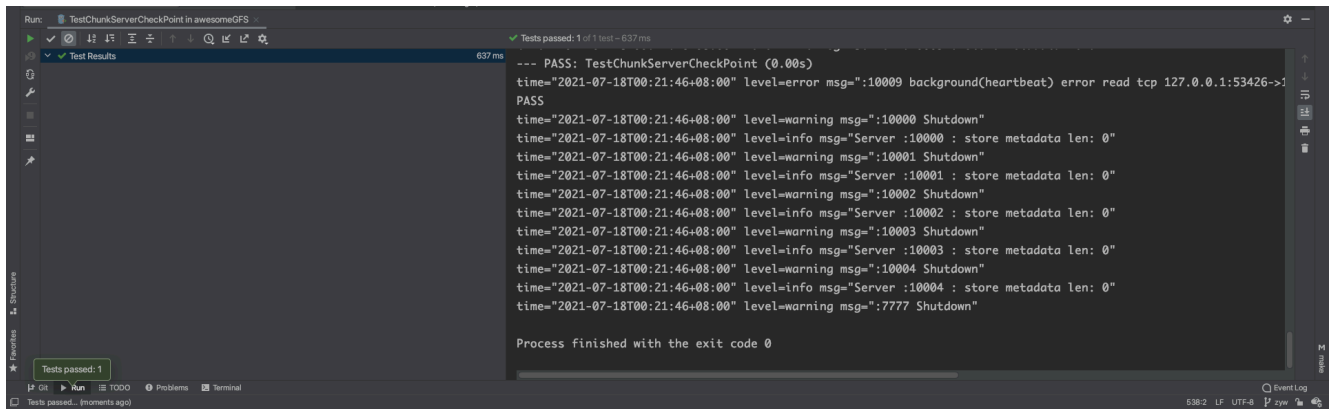 Run: TestChunkServerCheckPoint in awesomeGFS ×
Tests passed: 1 of 1 test – 637 ms
Test Results 637 ms
--- PASS: TestChunkServerCheckPoint (0.00s)
time="2021-07-18T00:21:46+08:00" level=error msg=":10009 background(heartbeat) error read tcp 127.0.0.1:53426->1
PASS
time="2021-07-18T00:21:46+08:00" level=warning msg=":10000 Shutdown"
time="2021-07-18T00:21:46+08:00" level=info msg="Server :10000 : store metadata len: 0"
time="2021-07-18T00:21:46+08:00" level=warning msg=":10001 Shutdown"
time="2021-07-18T00:21:46+08:00" level=info msg="Server :10001 : store metadata len: 0"
time="2021-07-18T00:21:46+08:00" level=warning msg=":10002 Shutdown"
time="2021-07-18T00:21:46+08:00" level=info msg="Server :10002 : store metadata len: 0"
time="2021-07-18T00:21:46+08:00" level=warning msg=":10003 Shutdown"
time="2021-07-18T00:21:46+08:00" level=info msg="Server :10003 : store metadata len: 0"
time="2021-07-18T00:21:46+08:00" level=warning msg=":10004 Shutdown"
time="2021-07-18T00:21:46+08:00" level=info msg="Server :10004 : store metadata len: 0"
time="2021-07-18T00:21:46+08:00" level=warning msg=":7777 Shutdown"
Process finished with the exit code 0
Structure
Favorites
M make
Tests passed: 1
Git Run TODO Problems Terminal Event Log
Tests passed... (moments ago) 538:2 LF UTF-8 zyw